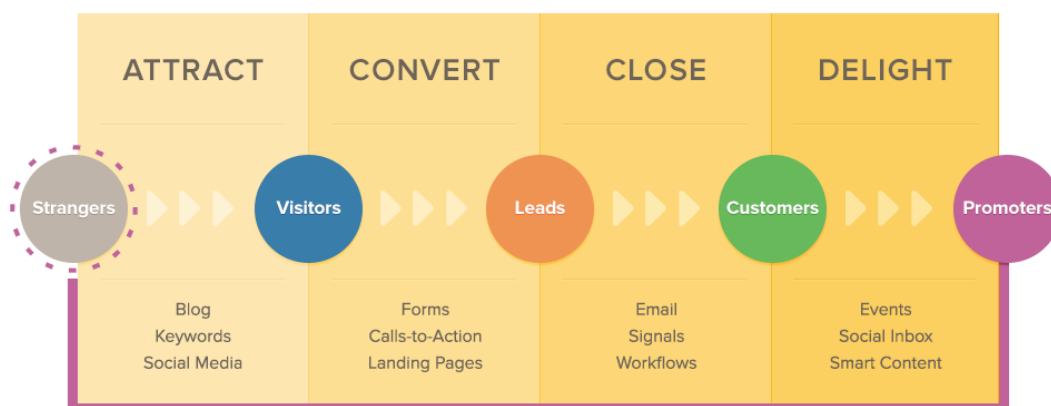 ATTRACT CONVERT CLOSE DELIGHT
Strangers Visitors Leads Customers Promoters
Blog Forms Email Events
Keywords Calls-to-Action Signals Social Inbox
Social Media Landing Pages Workflows Smart Content